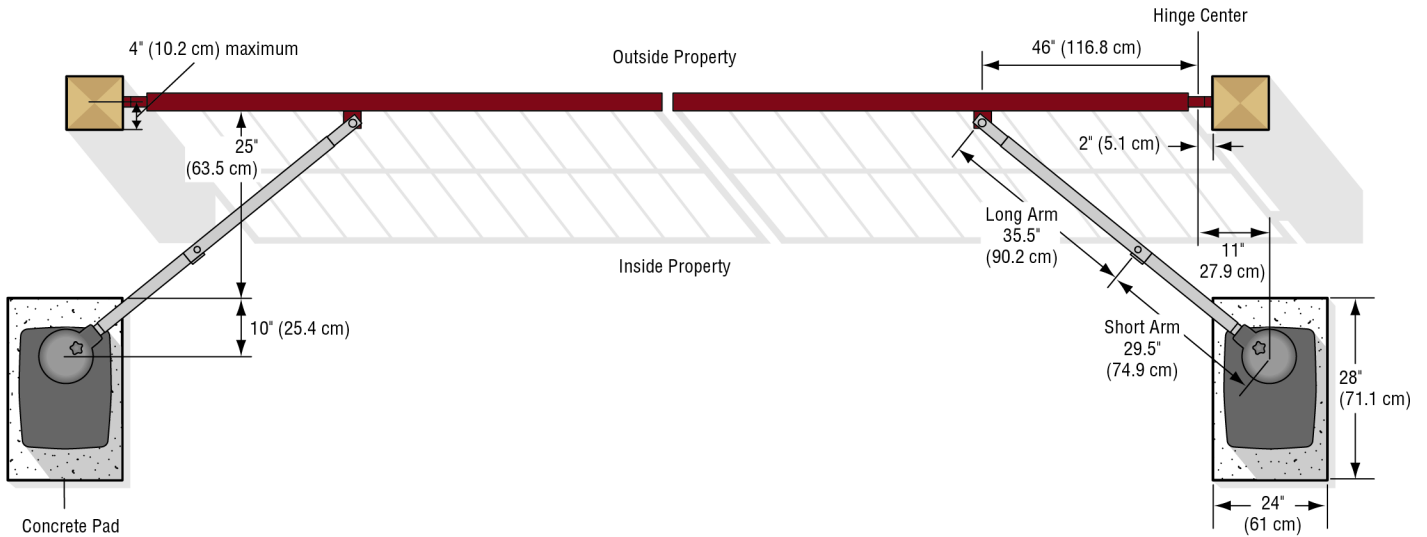 Hinge Center
4" (10.2 cm) maximum
Outside Property
46" (116.8 cm)
25"
(63.5 cm)
2" (5.1 cm)
Long Arm
35.5"
(90.2 cm)
11"
27.9 cm)
Inside Property
10" (25.4 cm)
Short Arm
29.5"
(74.9 cm)
28"
(71.1 cm)
24"
(61 cm)
Concrete Pad